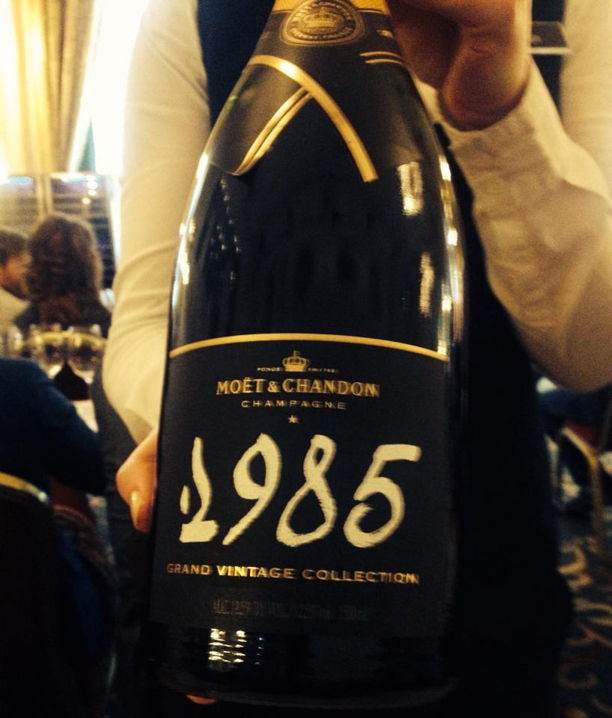 MOËT & CHANDON
CHAMPAGNE
1985
GRAND VINTAGE COLLECTION